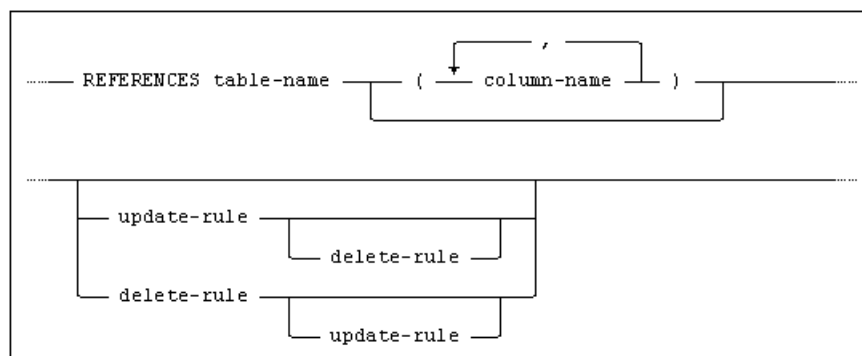 ,
REFERENCES table-name ( column-name )
update-rule
delete-rule
delete-rule
update-rule